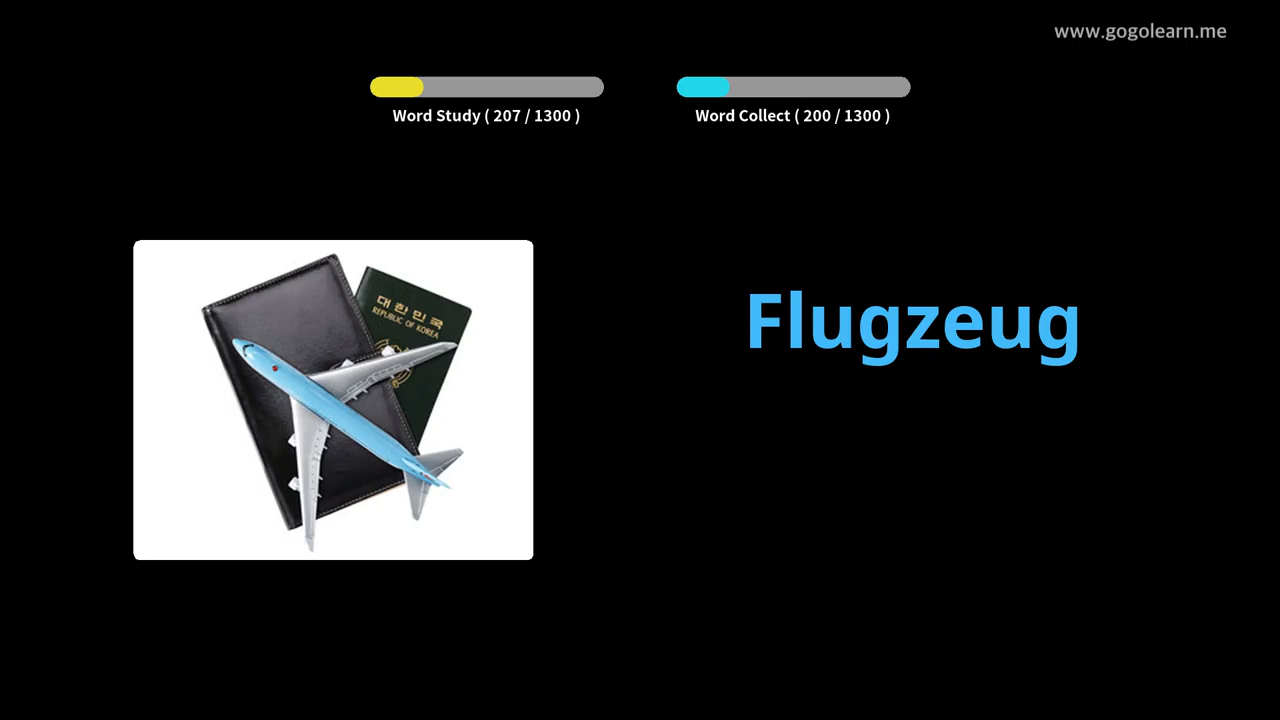 www.gogolearn.me
Word Study ( 207 / 1300 )
Word Collect ( 200 / 1300 )
대한민국
REPUBLIC OF KOREA
Flugzeug